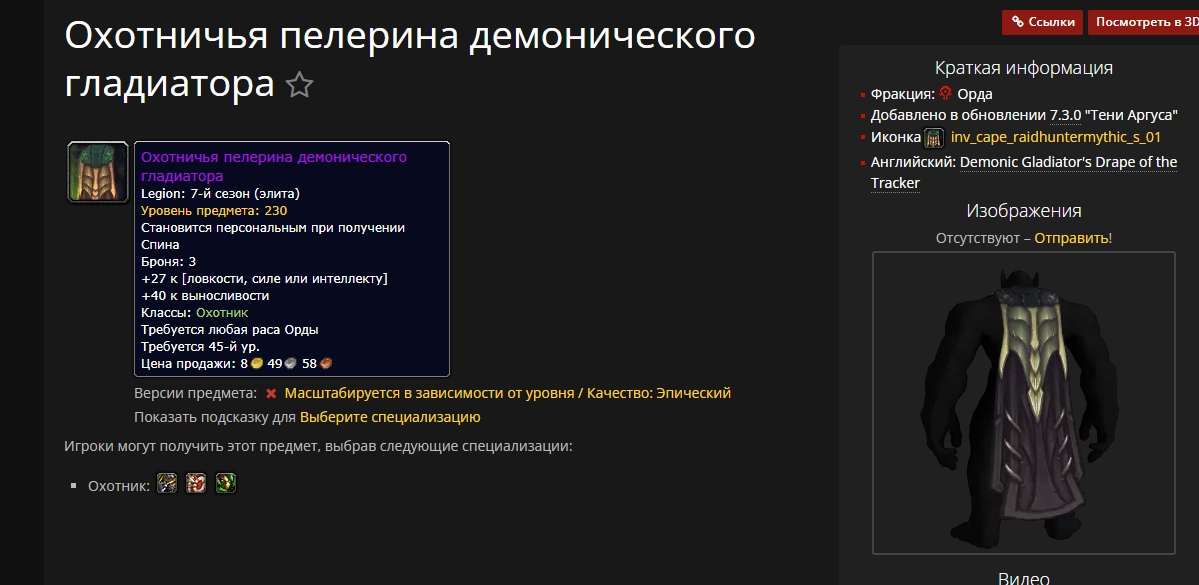 Охотничья пелерина демонического
гладиатора
Охотничья пелерина демонического
гладиатора
Legion: 7-й сезон (элита)
Уровень предмета: 230
Становится персональным при получении
Спина
Броня: 3
+27 к [ловкости, силе или интеллекту]
+40 к выносливости
Классы: Охотник
Требуется любая раса Орды
Требуется 45-й ур.
Цена продажи: 8 49 58
Версии предмета: Масштабируется в зависимости от уровня / Качество: Эпический
Показать подсказку для Выберите специализацию
Игроки могут получить этот предмет, выбрав следующие специализации:
Охотник:
Ссылки
Посмотреть в 3D
Краткая информация
Фракция: Орда
Добавлено в обновлении 7.3.0 "Тени Аргуса"
Иконка inv_cape_raidhuntermythic_s_01
Английский: Demonic Gladiator's Drape of the
Tracker
Изображения
Отсутствуют – Отправить!
Видео